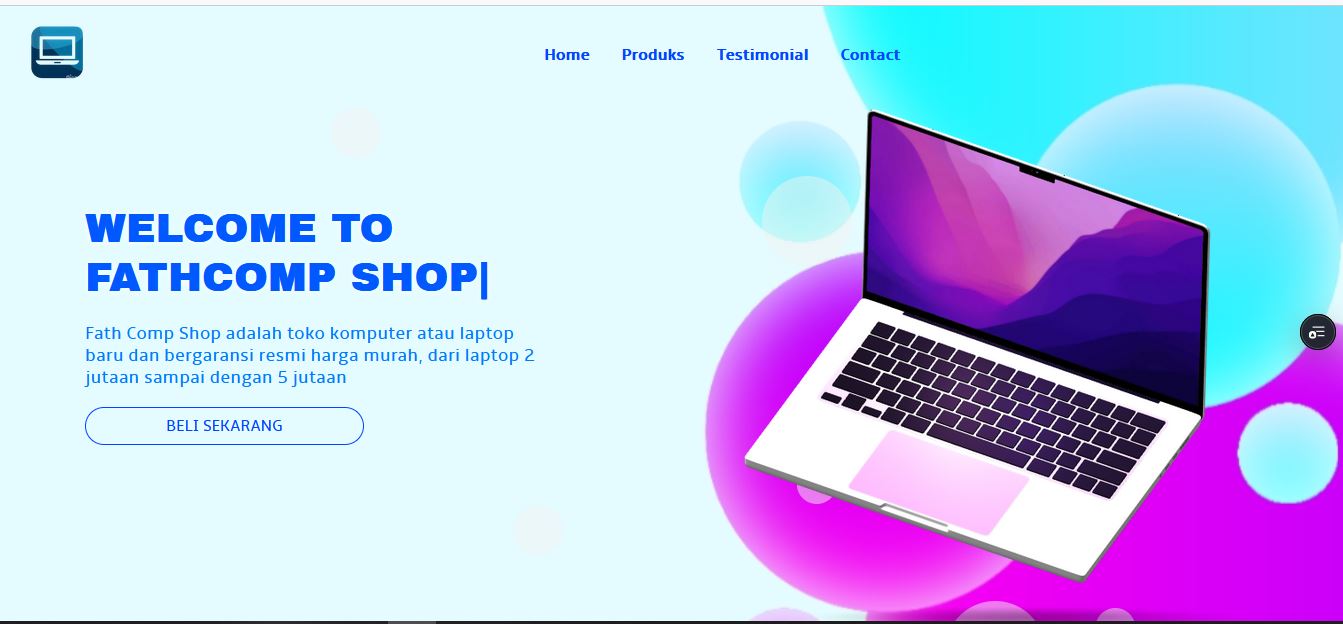 Home Produks Testimonial Contact
WELCOME TO
FATHCOMP SHOP|
Fath Comp Shop adalah toko komputer atau laptop
baru dan bergaransi resmi harga murah, dari laptop 2
jutaan sampai dengan 5 jutaan
BELI SEKARANG